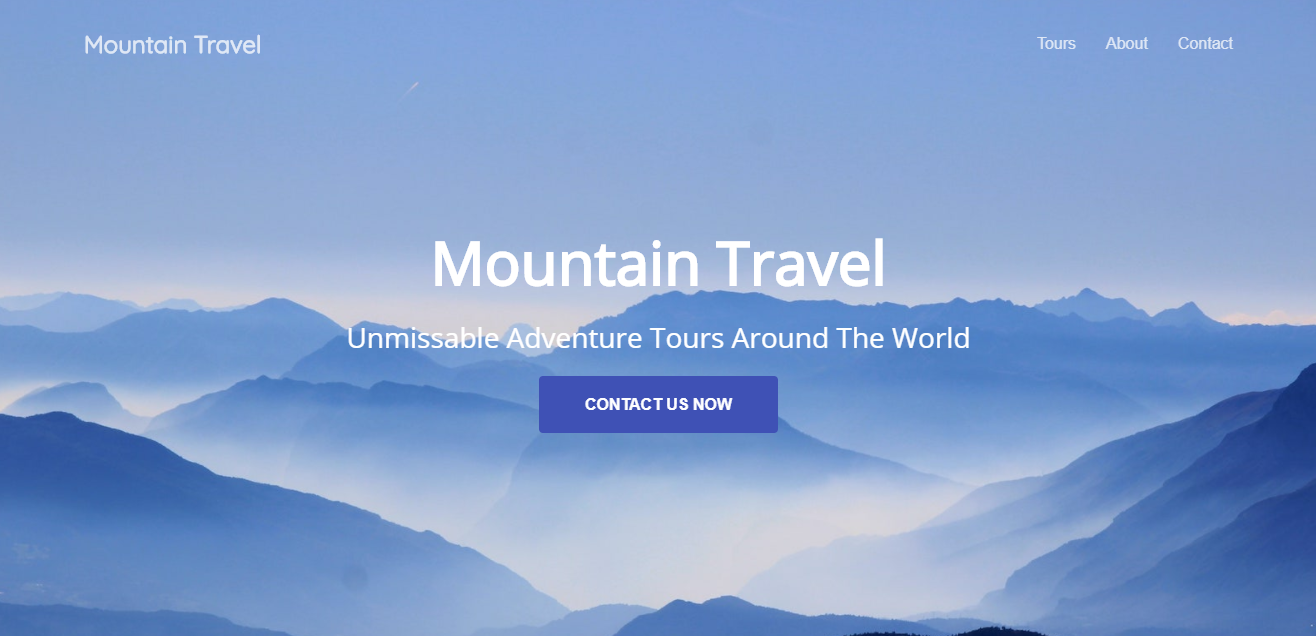 Mountain Travel
Tours About Contact
Mountain Travel
Unmissable Adventure Tours Around The World
CONTACT US NOW